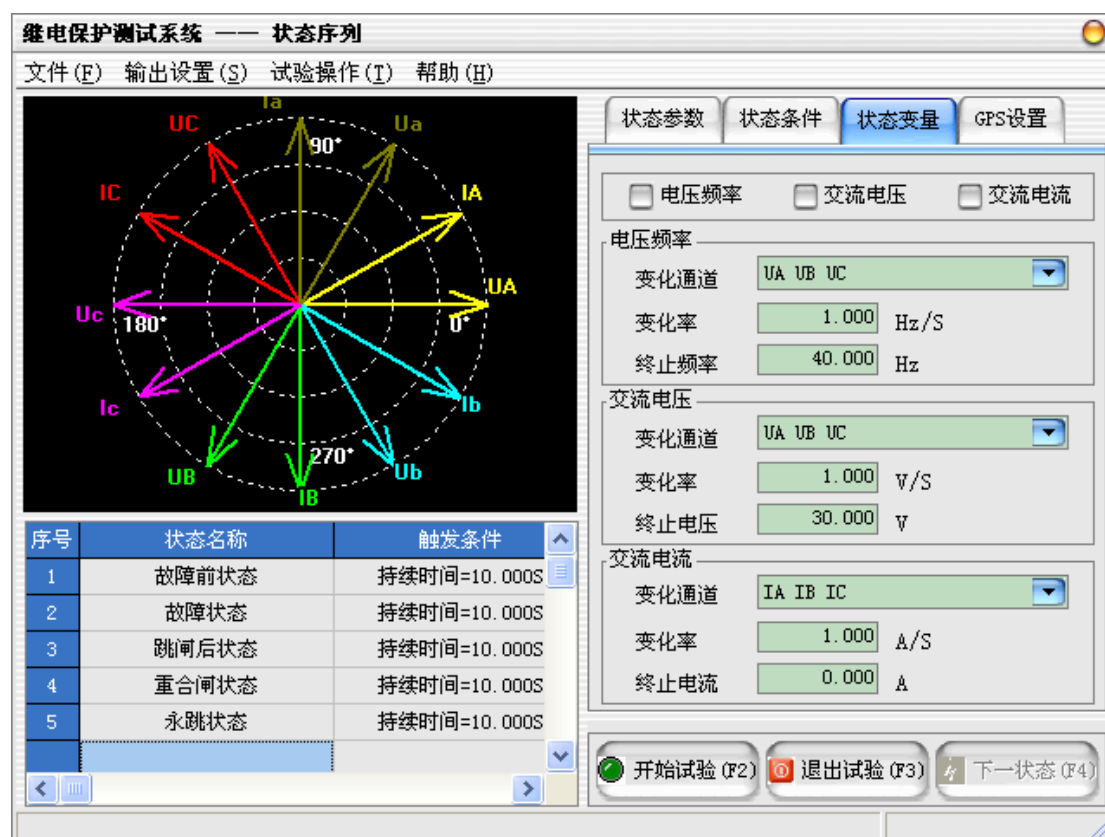 继电保护测试系统 —— 状态序列
文件(F) 输出设置(S) 试验操作(T) 帮助(H)
Ia
UC
Ua
90°
IC
IA
UA
Uc
180°
0°
Ic
Ib
270°
UB
Ub
IB
序号 状态名称 触发条件
1 故障前状态 持续时间=10.000S
2 故障状态 持续时间=10.000S
3 跳闸后状态 持续时间=10.000S
4 重合闸状态 持续时间=10.000S
5 永跳状态 持续时间=10.000S
状态参数 状态条件 状态变量 GPS设置
电压频率 交流电压 交流电流
电压频率
变化通道 UA UB UC
变化率 1.000 Hz/S
终止频率 40.000 Hz
交流电压
变化通道 UA UB UC
变化率 1.000 V/S
终止电压 30.000 V
交流电流
变化通道 IA IB IC
变化率 1.000 A/S
终止电流 0.000 A
开始试验(F2) 退出试验(F3) 下一状态(F4)